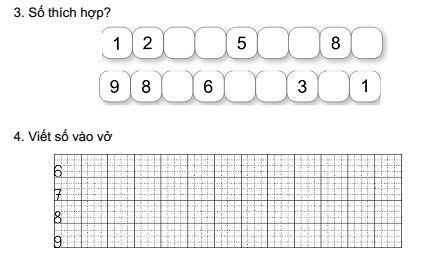 3. Số thích hợp?
1 2 5 8
9 8 6 3 1
4. Viết số vào vở
6
7
8
9